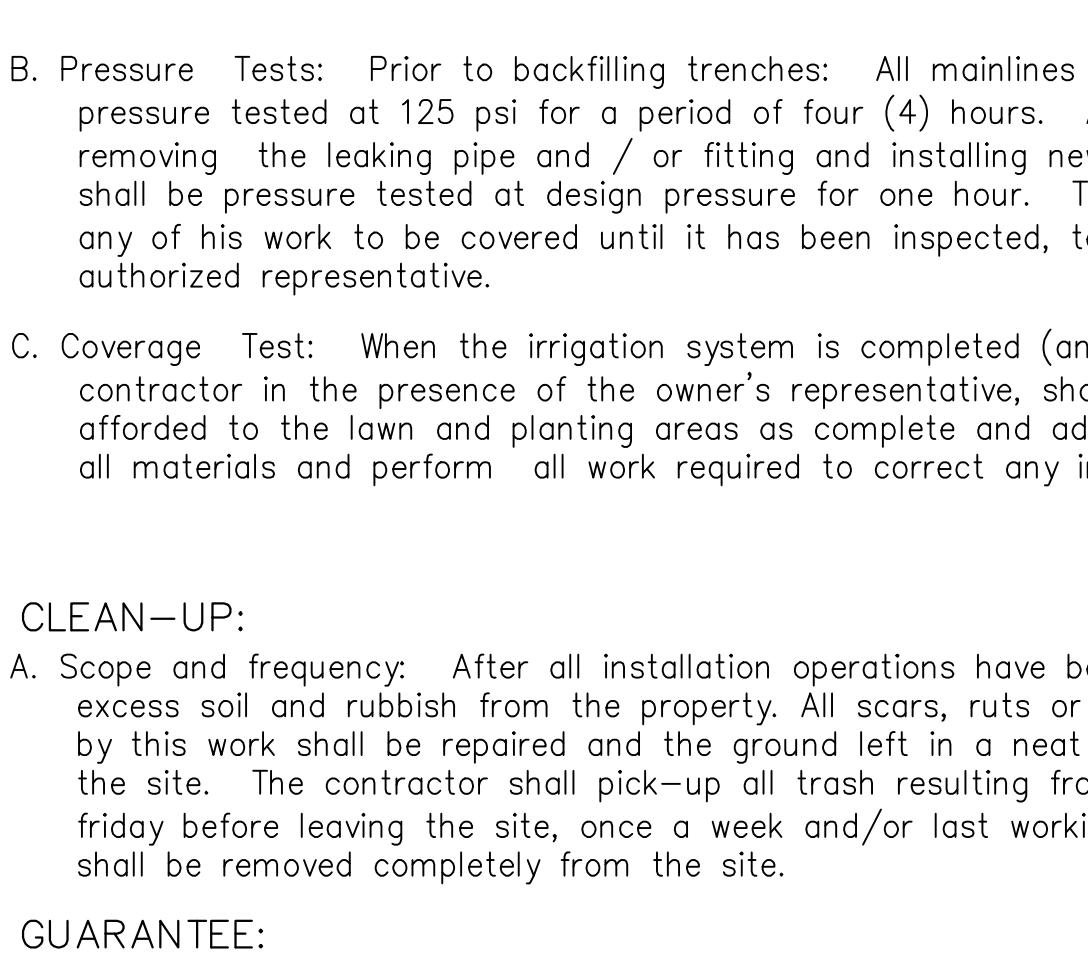 B. Pressure Tests: Prior to backfilling trenches: All mainlines
pressure tested at 125 psi for a period of four (4) hours.
removing the leaking pipe and / or fitting and installing
shall be pressure tested at design pressure for one hour.
any of his work to be covered until it has been inspected,
authorized representative.
C. Coverage Test: When the irrigation system is completed
contractor in the presence of the owner's representative,
afforded to the lawn and planting areas as complete and
all materials and perform all work required to correct any
CLEAN-UP:
A. Scope and frequency: After all installation operations have
excess soil and rubbish from the property. All scars, ruts or
by this work shall be repaired and the ground left in a neat
the site. The contractor shall pick-up all trash resulting
friday before leaving the site, once a week and/or last
shall be removed completely from the site.
GUARANTEE: